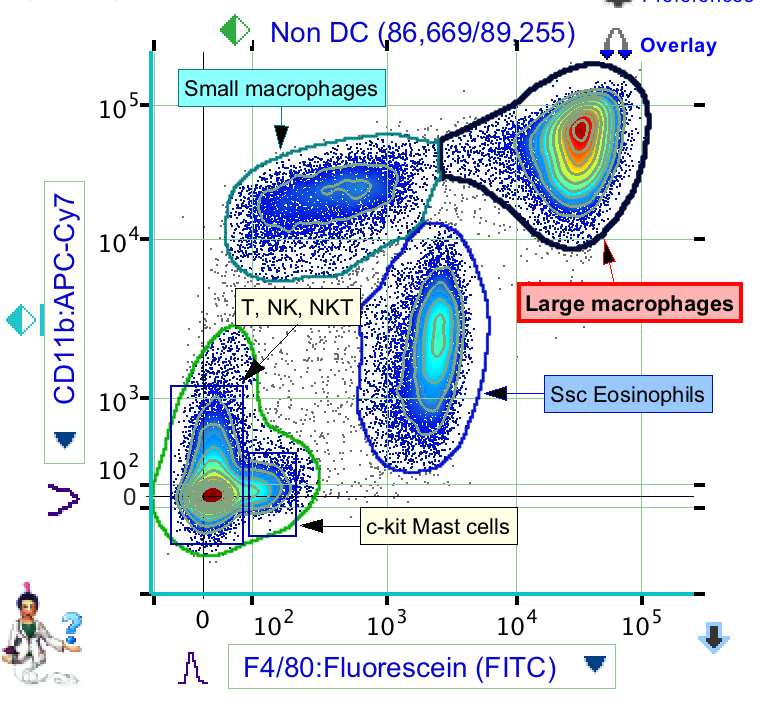 Preferences
Non DC (86,669/89,255)
Overlay
Small macrophages
10^5
10^4
T, NK, NKT
Large macrophages
CD11b:APC-Cy7
10^3
Ssc Eosinophils
10^2
0
c-kit Mast cells
0
10^2
10^3
10^4
10^5
F4/80:Fluorescein (FITC)
?